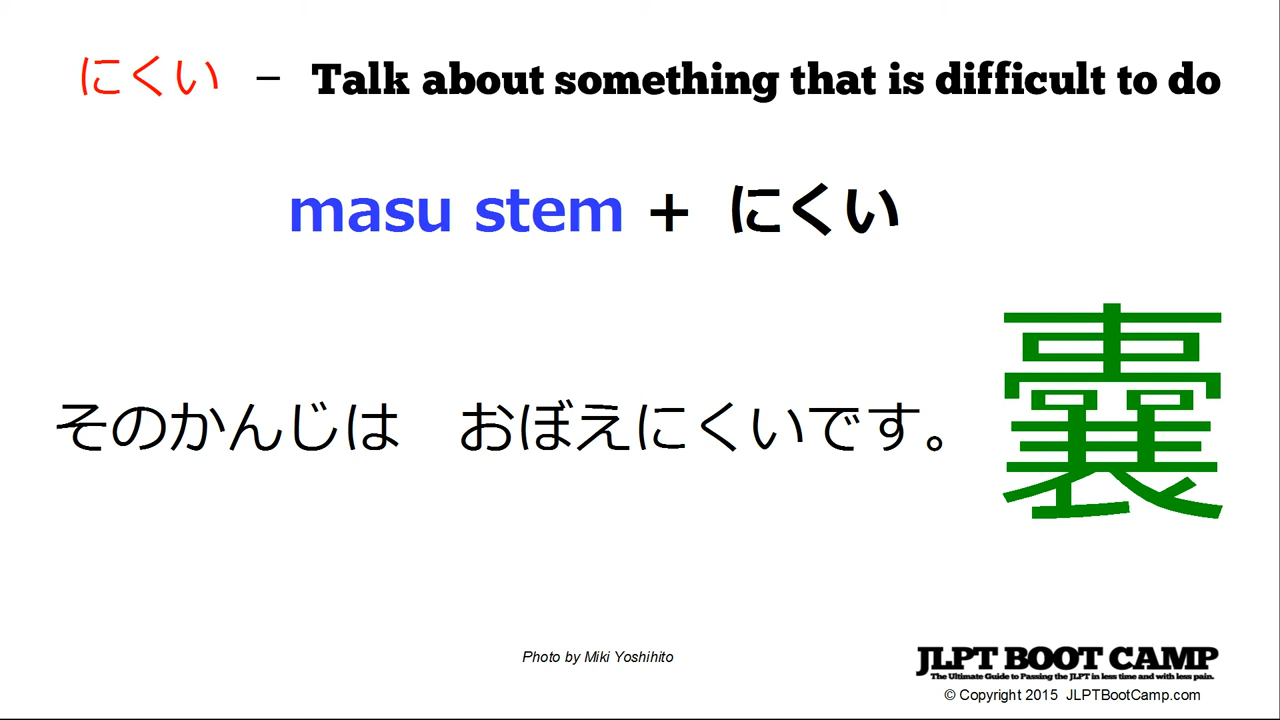 にくい － Talk about something that is difficult to do
masu stem + にくい
そのかんじは　おぼえにくいです。
囊
Photo by Miki Yoshihito
JLPT BOOT CAMP
The Ultimate Guide to Passing the JLPT in less time and with less pain.
© Copyright 2015 JLPTBootCamp.com